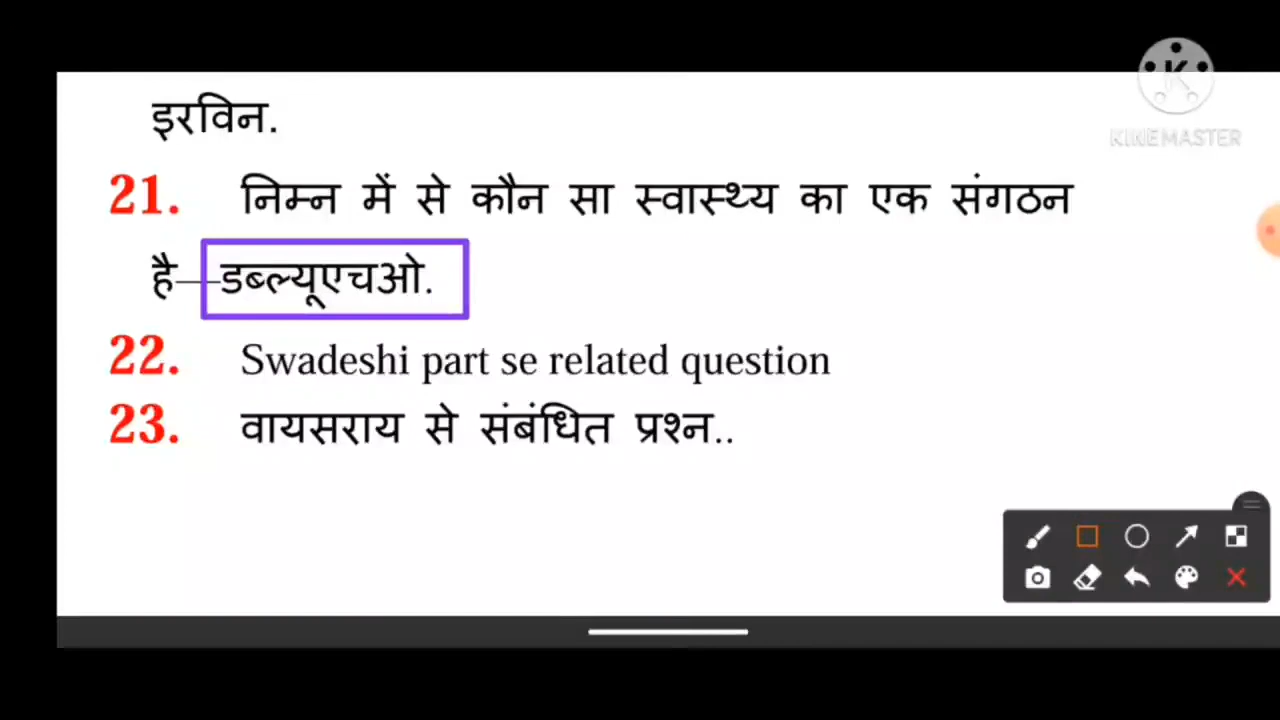 KINEMASTER
इरविन.
21. निम्न में से कौन सा स्वास्थ्य का एक संगठन
है—डब्ल्यूएचओ.
22. Swadeshi part se related question
23. वायसराय से संबंधित प्रश्न..